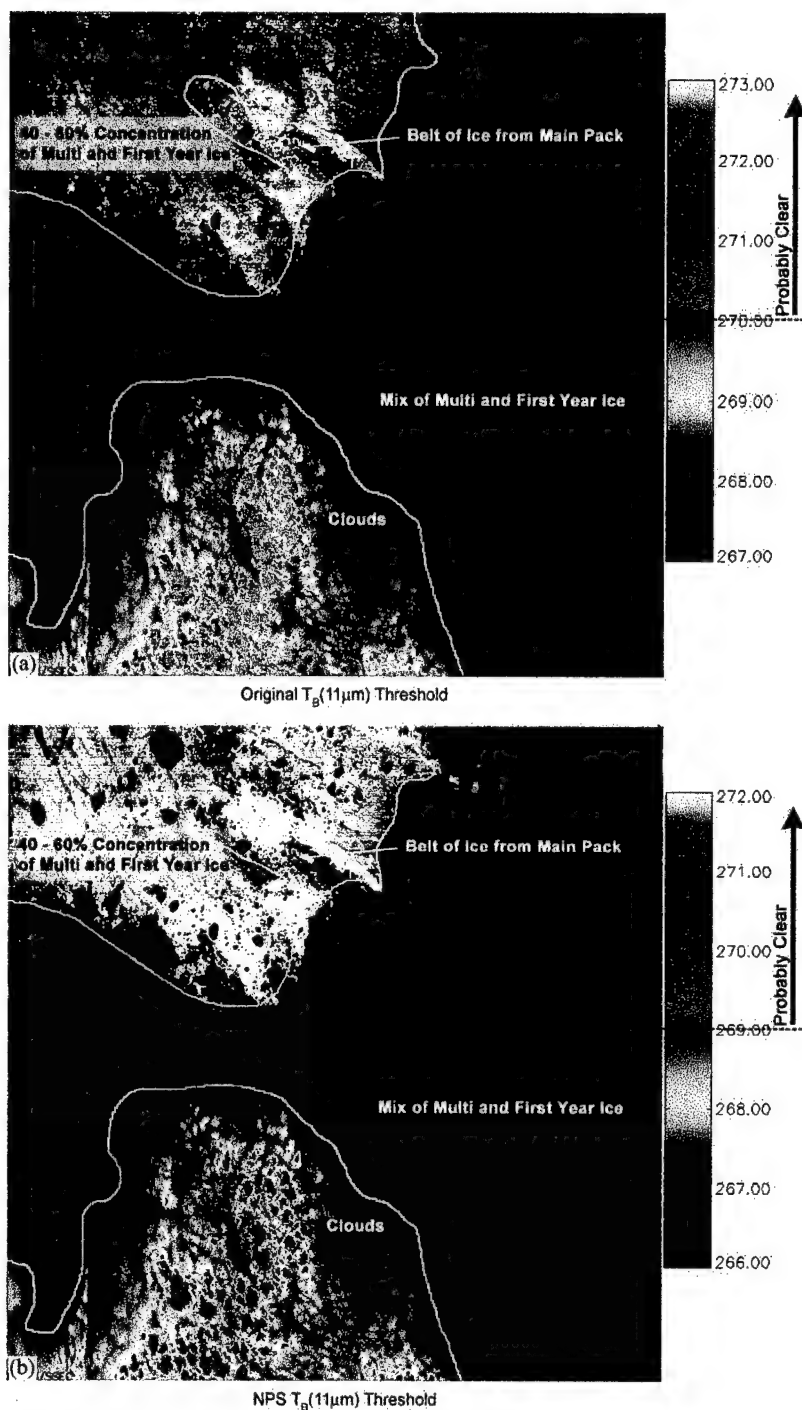 40 - 60% Concentration
of Multi and First Year Ice
Belt of Ice from Main Pack
Mix of Multi and First Year Ice
Clouds
273.00
272.00
271.00
270.00
269.00
268.00
267.00
Probably Clear
(a)
Original T_B(11μm) Threshold
40 - 60% Concentration
of Multi and First Year Ice
Belt of Ice from Main Pack
Mix of Multi and First Year Ice
Clouds
272.00
271.00
270.00
269.00
268.00
267.00
266.00
Probably Clear
(b)
NPS T_B(11μm) Threshold